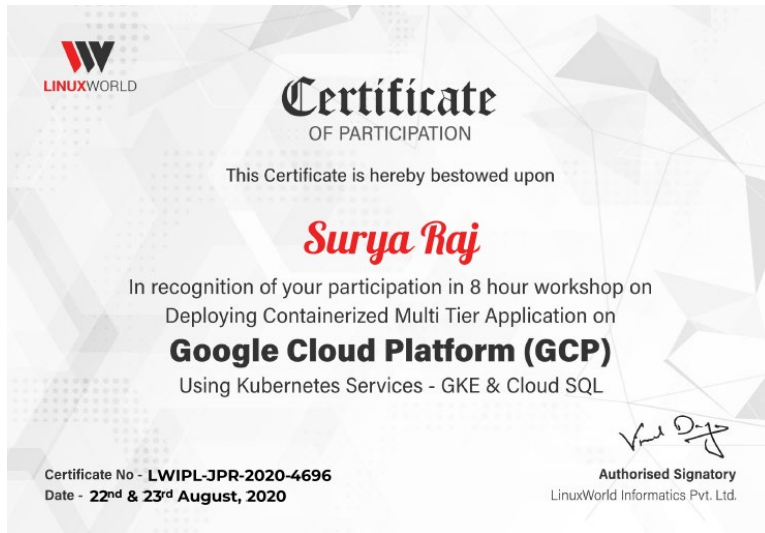 LINUXWORLD
Certificate
OF PARTICIPATION
This Certificate is hereby bestowed upon
Surya Raj
In recognition of your participation in 8 hour workshop on
Deploying Containerized Multi Tier Application on
Google Cloud Platform (GCP)
Using Kubernetes Services - GKE & Cloud SQL
Certificate No - LWIPL-JPR-2020-4696
Date - 22nd & 23rd August, 2020
Authorised Signatory
LinuxWorld Informatics Pvt. Ltd.